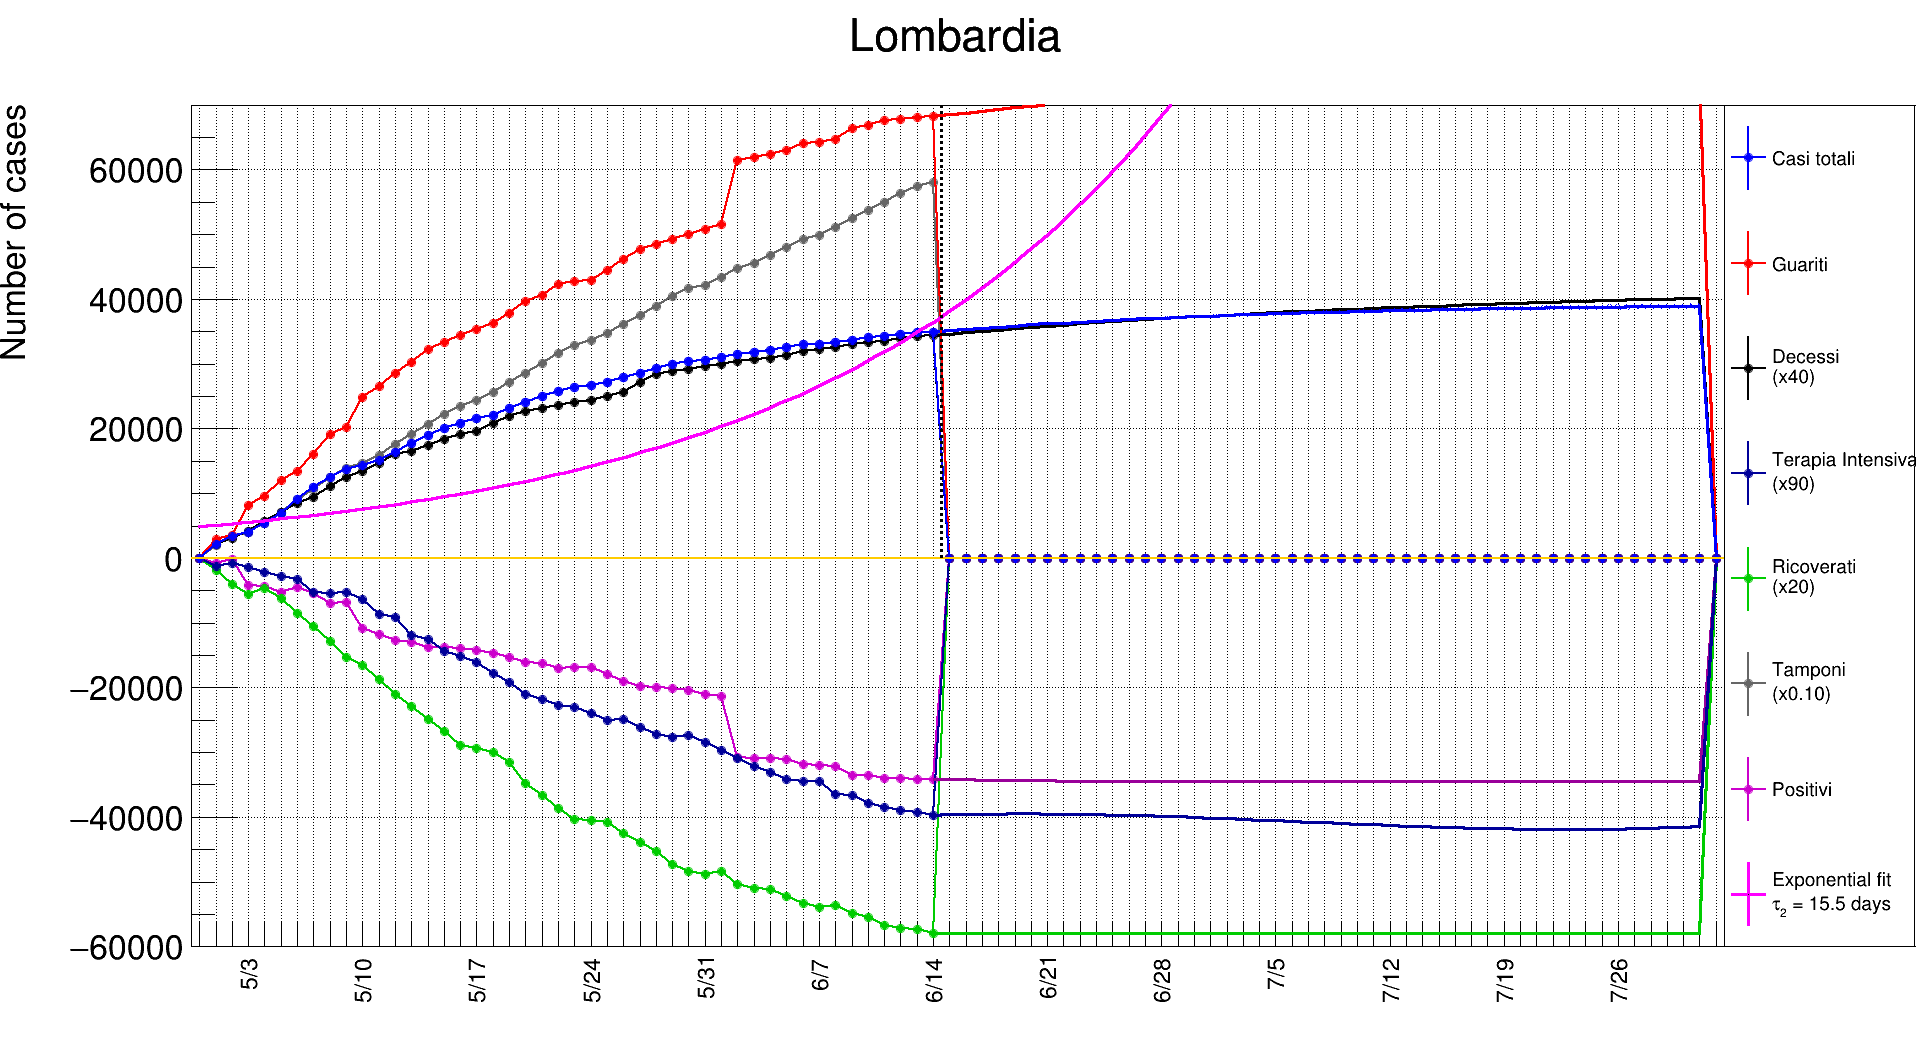 Lombardia
Number of cases
60000
40000
20000
0
−20000
−40000
−60000
5/3
5/10
5/17
5/24
5/31
6/7
6/14
6/21
6/28
7/5
7/12
7/19
7/26
Casi totali
Guariti
Decessi
(x40)
Terapia Intensiva
(x90)
Ricoverati
(x20)
Tamponi
(x0.10)
Positivi
Exponential fit
τ2 = 15.5 days